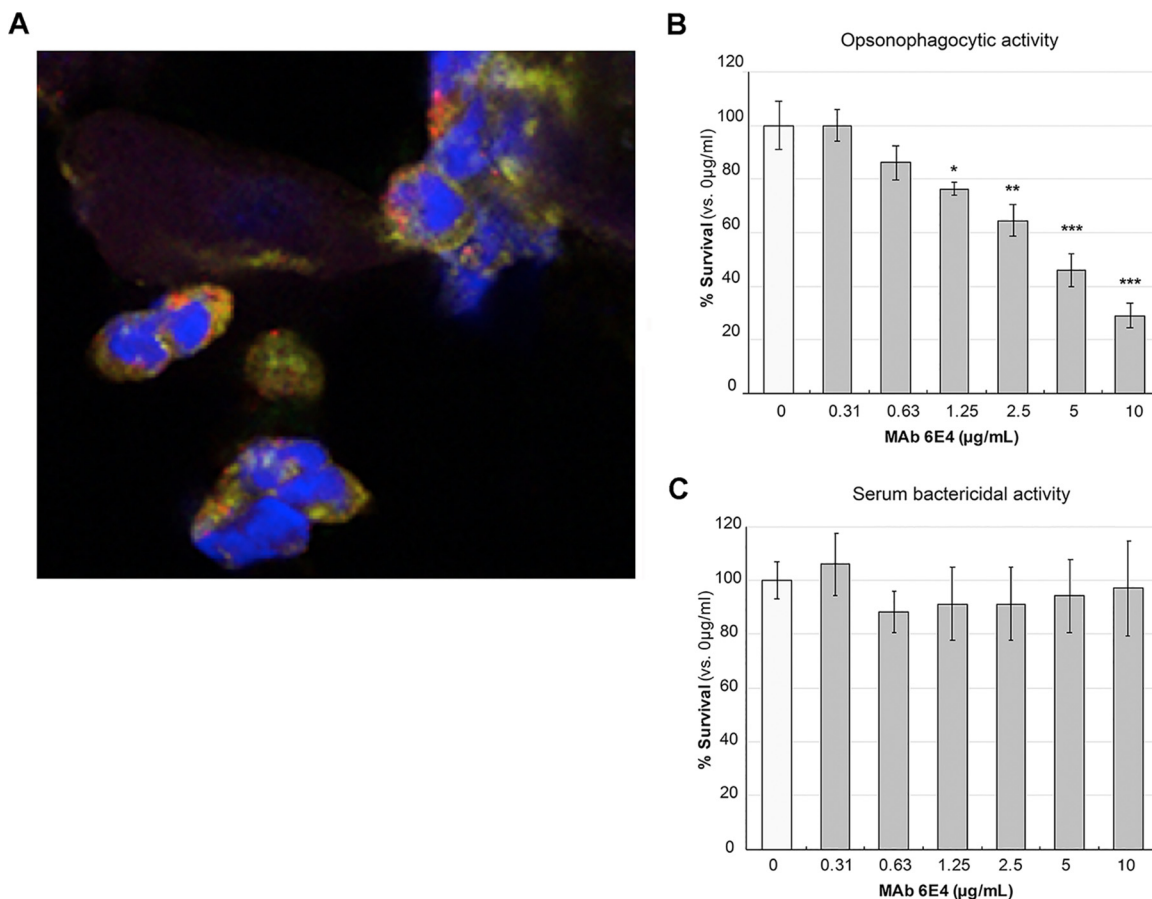 A
B
Opsonophagocytic activity
% Survival (vs. 0µg/ml)
120
100
80
60
40
20
0
*
**
***
***
0 0.31 0.63 1.25 2.5 5 10
MAb 6E4 (µg/mL)
C
Serum bactericidal activity
% Survival (vs. 0µg/ml)
120
100
80
60
40
20
0
0 0.31 0.63 1.25 2.5 5 10
MAb 6E4 (µg/mL)